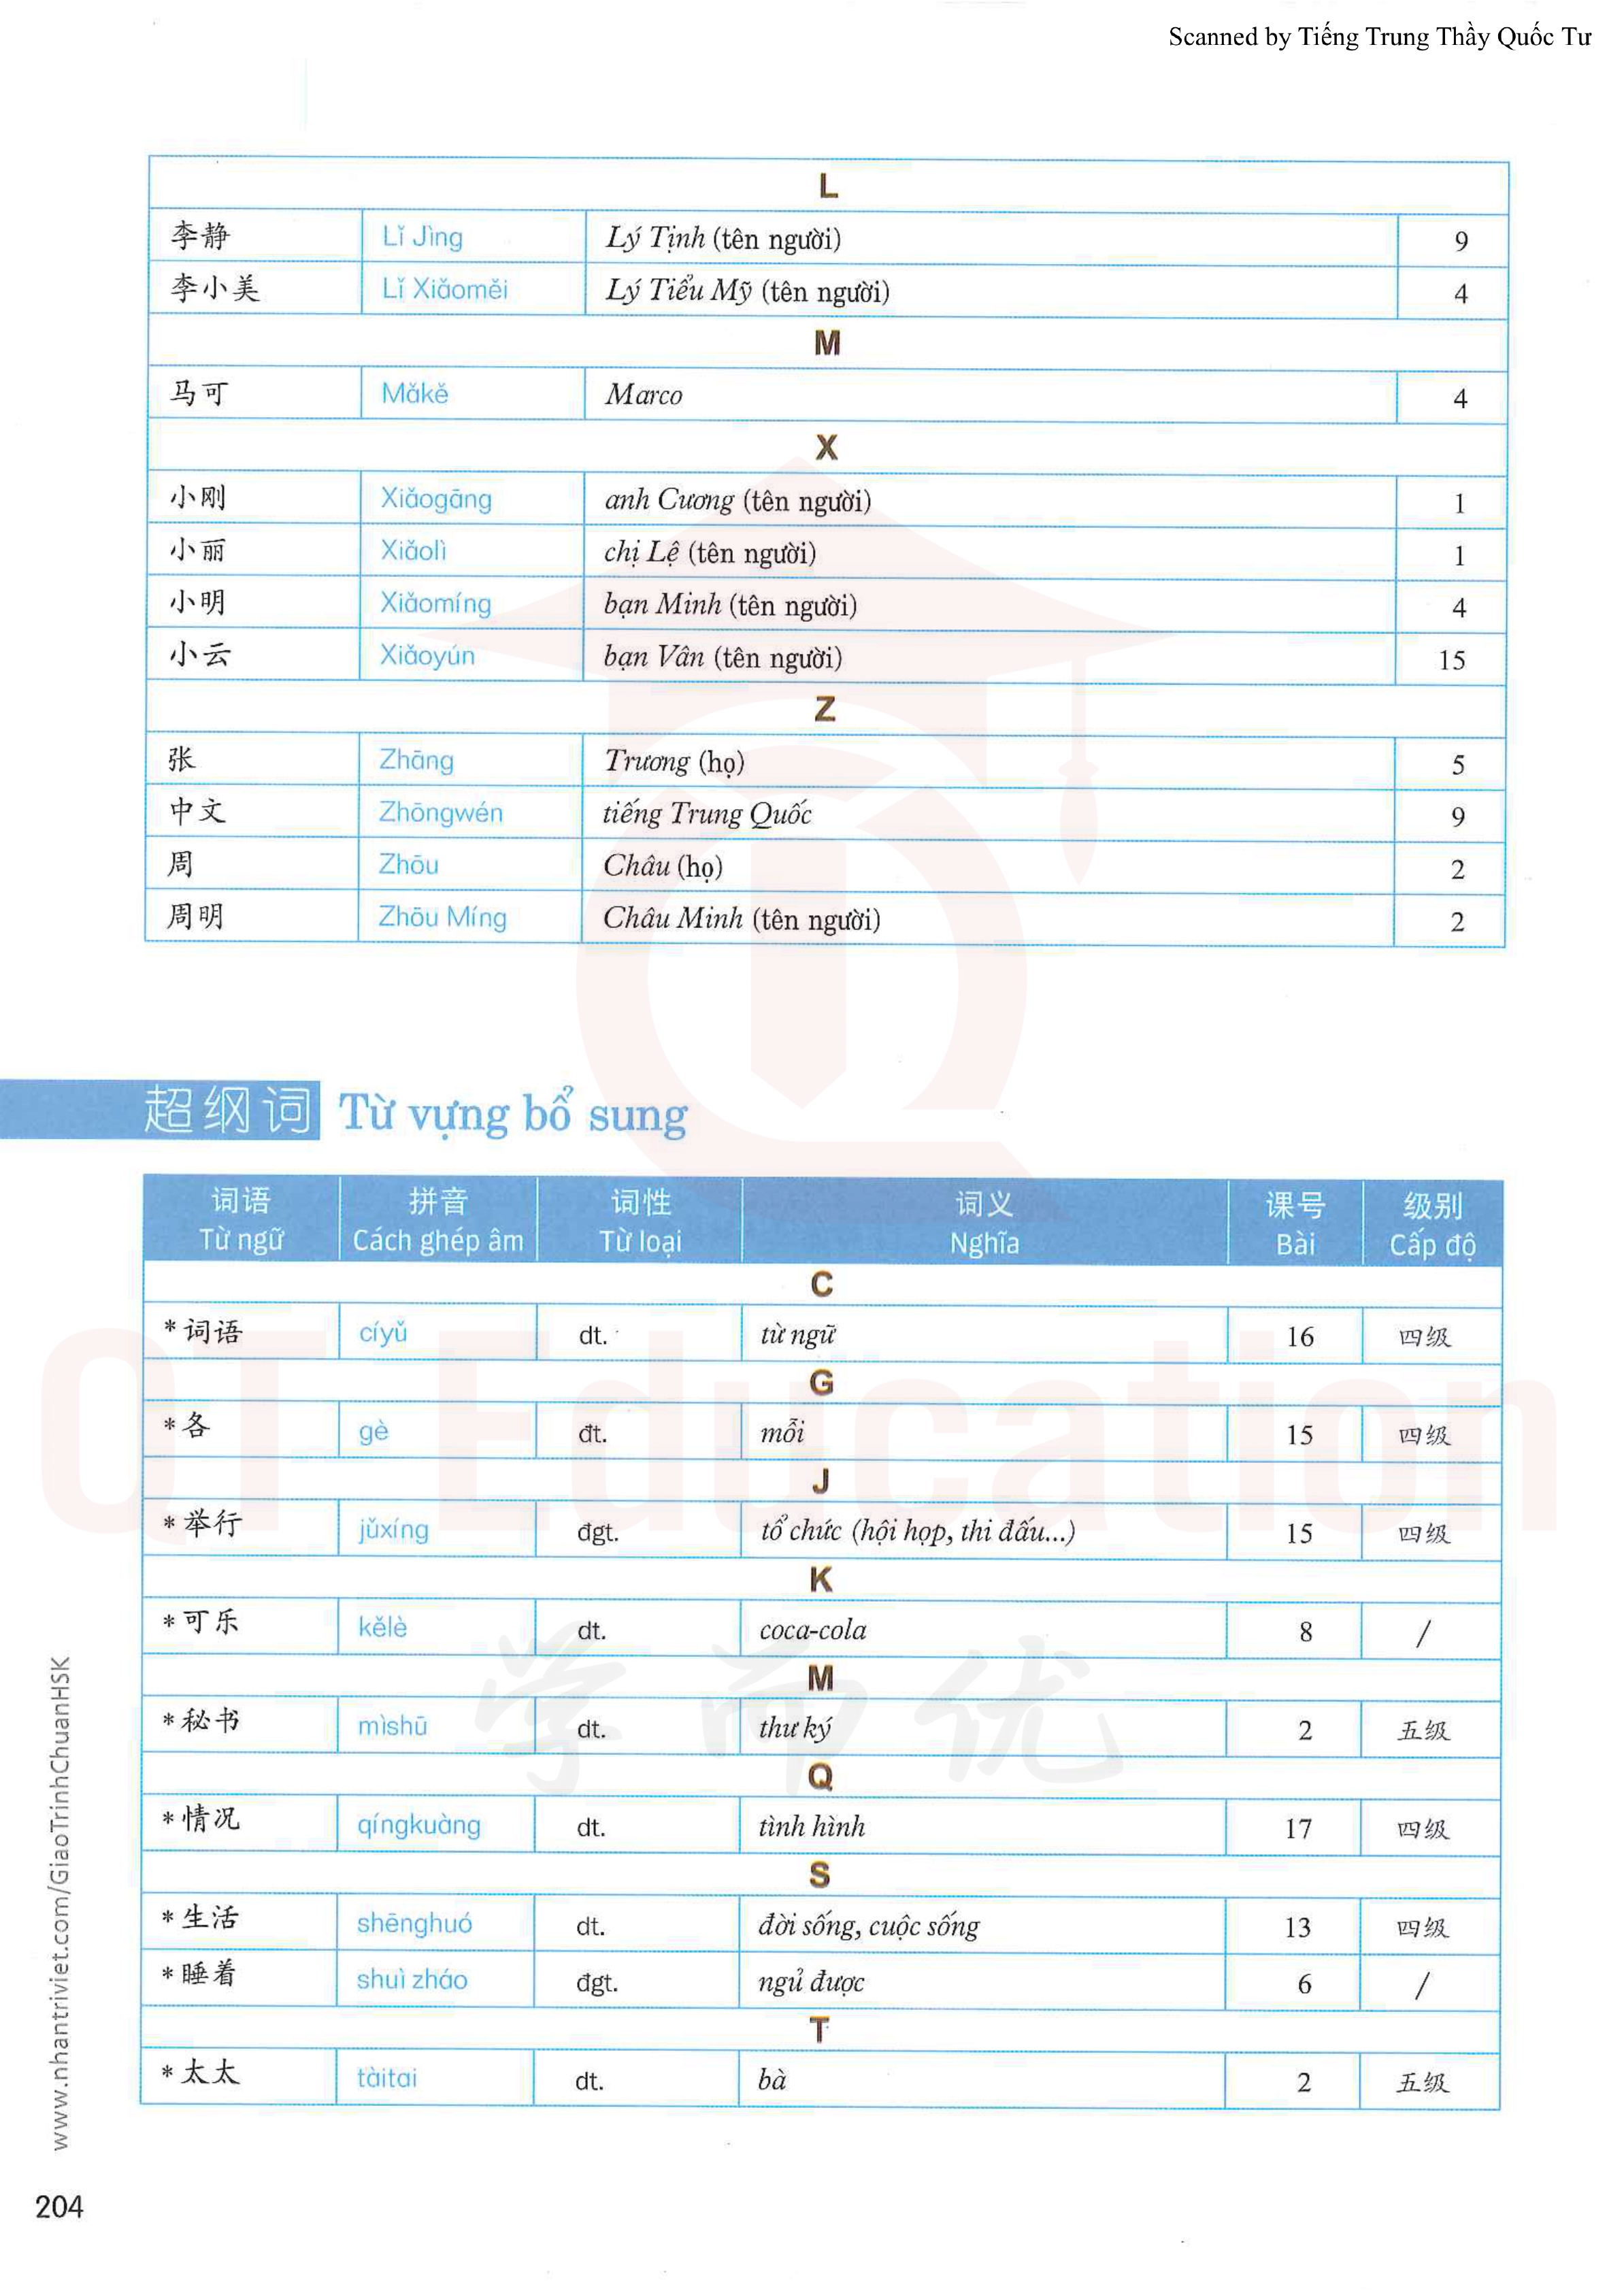 Scanned by Tiếng Trung Thầy Quốc Tư
L
李静 Lǐ Jìng Lý Tịnh (tên người) 9
李小美 Lǐ Xiǎoměi Lý Tiểu Mỹ (tên người) 4
M
马可 Mǎkě Marco 4
X
小刚 Xiǎogāng anh Cương (tên người) 1
小丽 Xiǎolì chị Lệ (tên người) 1
小明 Xiǎomíng bạn Minh (tên người) 4
小云 Xiǎoyún bạn Vân (tên người) 15
Z
张 Zhāng Trương (họ) 5
中文 Zhōngwén tiếng Trung Quốc 9
周 Zhōu Châu (họ) 2
周明 Zhōu Míng Châu Minh (tên người) 2
超纲词 Từ vựng bổ sung
词语 拼音 词性 词义 课号 级别
Từ ngữ Cách ghép âm Từ loại Nghĩa Bài Cấp độ
C
*词语 cíyǔ dt. từ ngữ 16 四级
G
*各 gè đt. mỗi 15 四级
J
*举行 jǔxíng đgt. tổ chức (hội họp, thi đấu...) 15 四级
K
*可乐 kělè dt. coca-cola 8 /
M
*秘书 mìshū dt. thư ký 2 五级
Q
*情况 qíngkuàng dt. tình hình 17 四级
S
*生活 shēnghuó dt. đời sống, cuộc sống 13 四级
*睡着 shuì zháo đgt. ngủ được 6 /
T
*太太 tàitai dt. bà 2 五级
QT Education
学而优
www.nhantriviet.com/GiaoTrinhChuanHSK
204